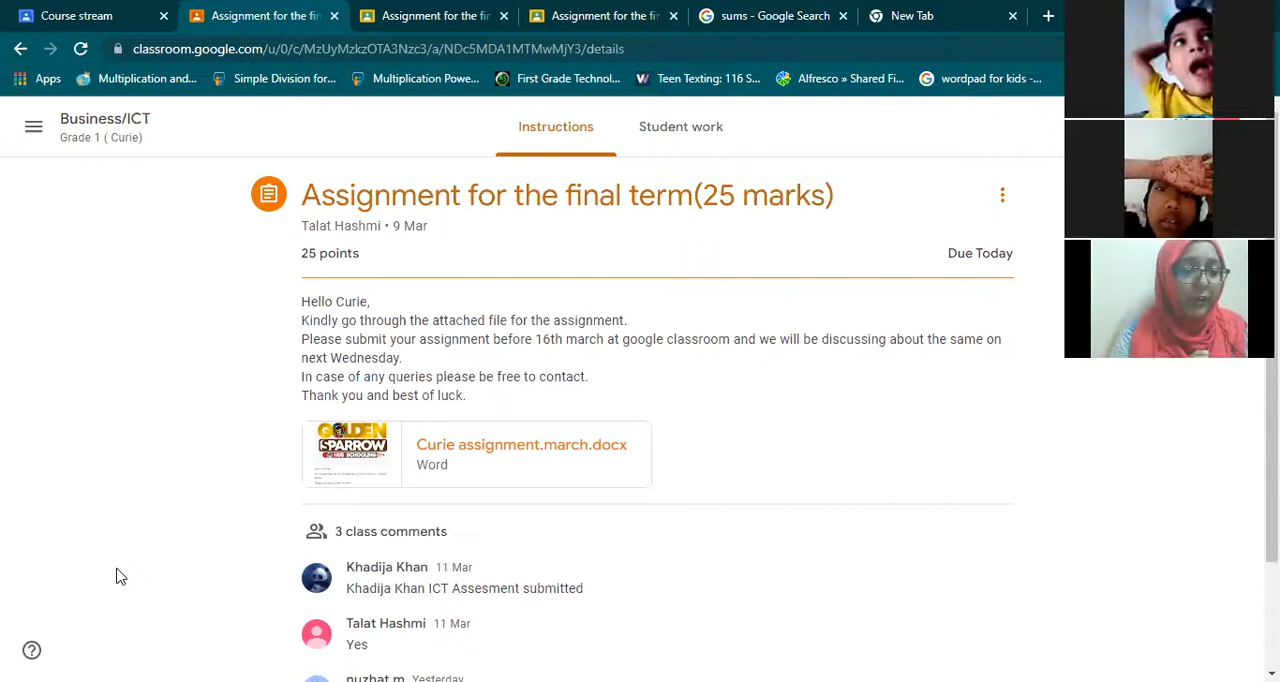 Course stream
Assignment for the fin
Assignment for the fin
Assignment for the fin
sums - Google Search
New Tab
classroom.google.com/u/0/c/MzUyMzkzOTA3Nzc3/a/NDc5MDA1MTMwMjY3/details
Apps
Multiplication and...
Simple Division for...
Multiplication Powe...
First Grade Technol...
Teen Texting: 116 S...
Alfresco » Shared Fi...
wordpad for kids -...
Business/ICT
Grade 1 ( Curie)
Instructions
Student work
Assignment for the final term(25 marks)
Talat Hashmi • 9 Mar
25 points
Due Today
Hello Curie,
Kindly go through the attached file for the assignment.
Please submit your assignment before 16th march at google classroom and we will be discussing about the same on
next Wednesday.
In case of any queries please be free to contact.
Thank you and best of luck.
GOLDEN
SPARROW
HUB SCHOOLING
Curie assignment.march.docx
Word
3 class comments
Khadija Khan 11 Mar
Khadija Khan ICT Assesment submitted
Talat Hashmi 11 Mar
Yes
nuzhat m Yesterday